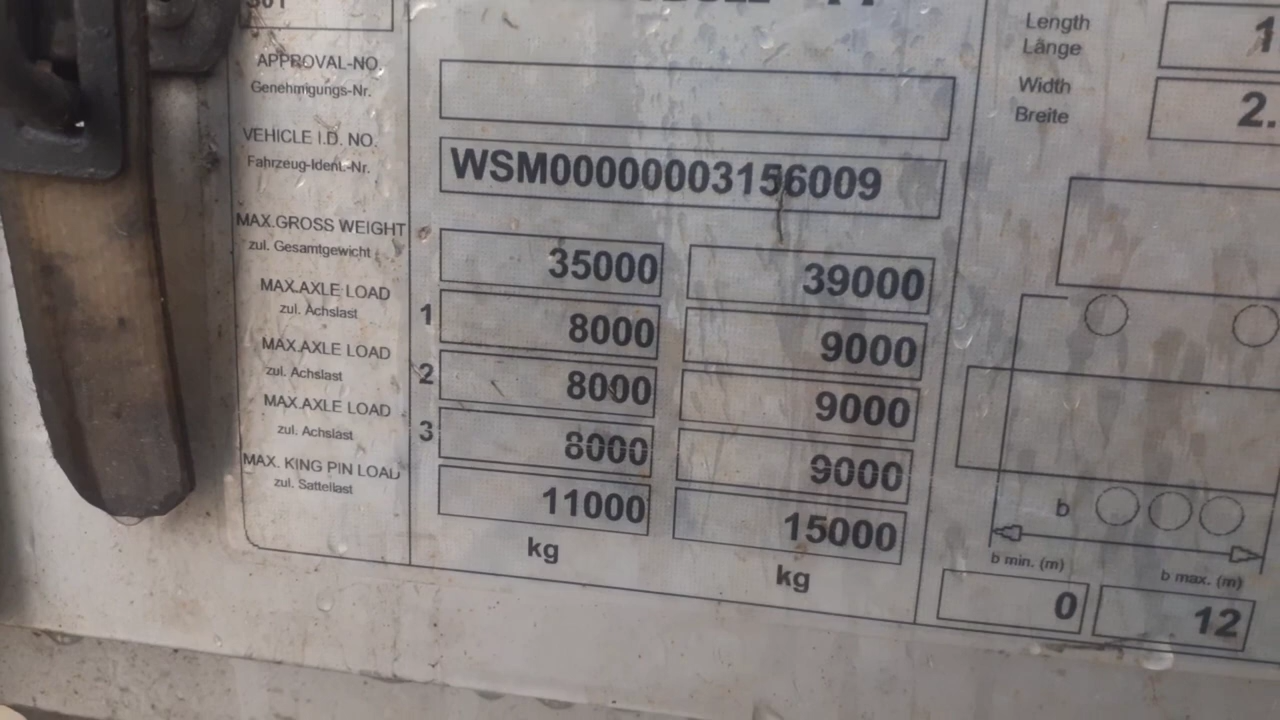 APPROVAL-NO.
Genehmigungs-Nr.
VEHICLE I.D. NO.
Fahrzeug-Ident.-Nr.
WSM00000003156009
MAX.GROSS WEIGHT
zul. Gesamtgewicht
35000 39000
MAX.AXLE LOAD
zul. Achslast
1 8000 9000
MAX.AXLE LOAD
zul. Achslast
2 8000 9000
MAX.AXLE LOAD
zul. Achslast
3 8000 9000
MAX. KING PIN LOAD
zul. Sattellast
11000 15000
kg kg
Length
Länge
1
Width
Breite
2.
b
b min. (m) b max. (m)
0 12